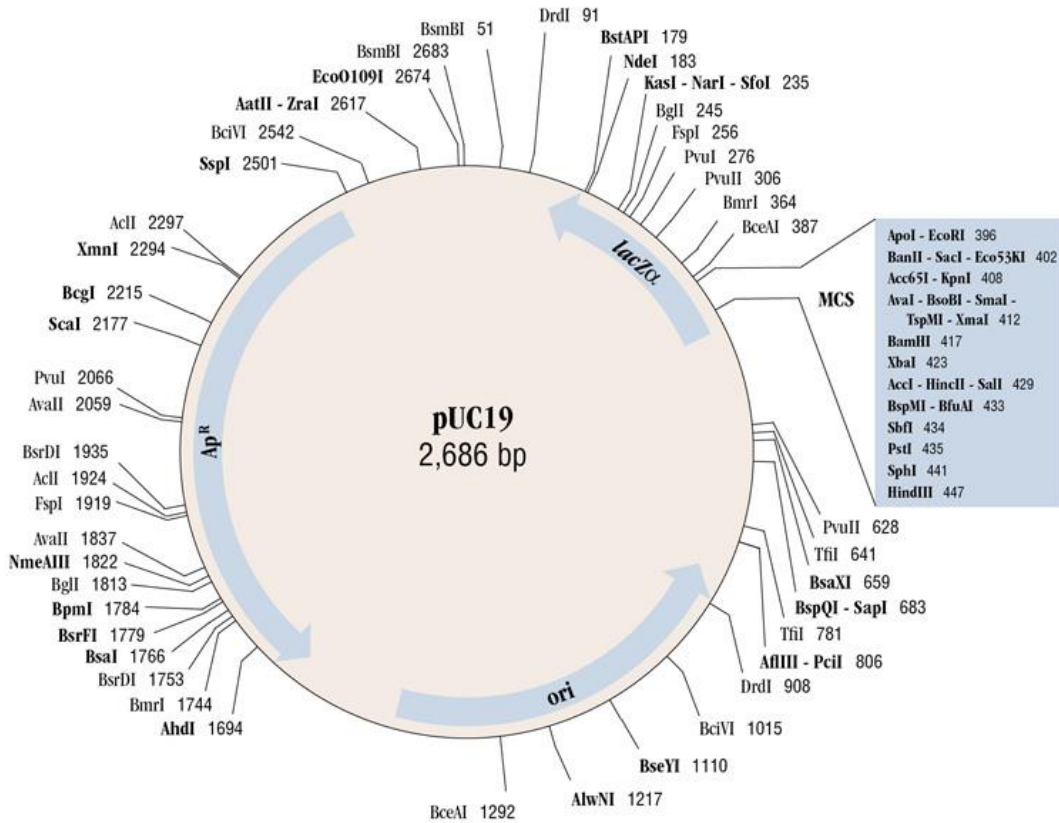 BsmBI 51
DrdI 91
BstAPI 179
NdeI 183
KasI - NarI - SfoI 235
BglI 245
FspI 256
PvuI 276
PvuII 306
BmrI 364
BceAI 387
MCS
ApoI - EcoRI 396
BanII - SacI - Eco53KI 402
Acc65I - KpnI 408
AvaI - BsoBI - SmaI -
TspMI - XmaI 412
BamHI 417
XbaI 423
AccI - HincII - SalI 429
BspMI - BfuAI 433
SbfI 434
PstI 435
SphI 441
HindIII 447
PvuII 628
TfiI 641
BsaXI 659
BspQI - SapI 683
TfiI 781
AflIII - PciI 806
DrdI 908
BciVI 1015
BseYI 1110
AlwNI 1217
BceAI 1292
AhdI 1694
BmrI 1744
BsrDI 1753
BsaI 1766
BsrFI 1779
BpmI 1784
BglI 1813
NmeAIII 1822
AvaII 1837
FspI 1919
AclI 1924
BsrDI 1935
AvaII 2059
PvuI 2066
ScaI 2177
BcgI 2215
XmnI 2294
AclI 2297
SspI 2501
BciVI 2542
AatII - ZraI 2617
EcoO109I 2674
BsmBI 2683
lacZα
ApR
ori
pUC19
2,686 bp